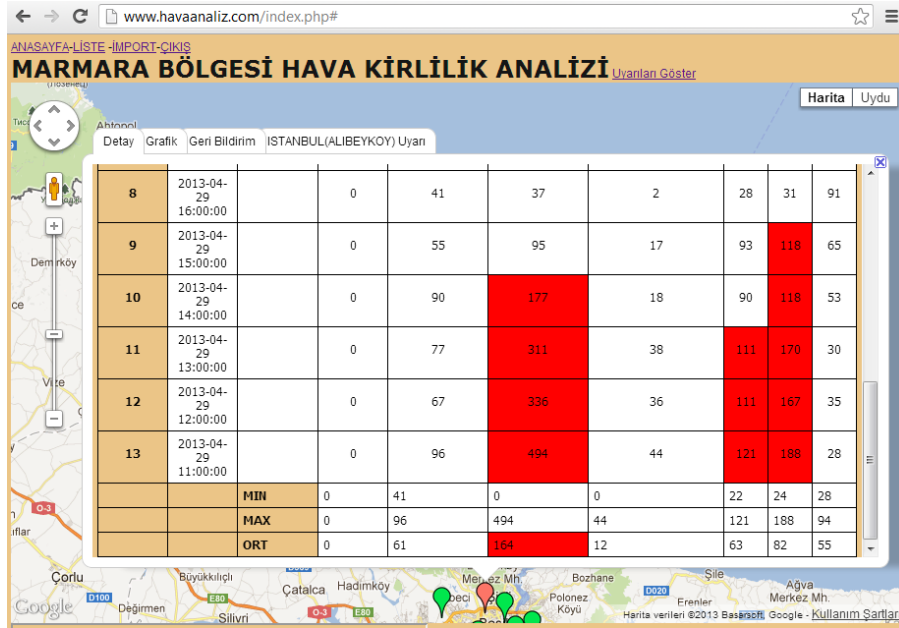 www.havaanaliz.com/index.php#
ANASAYFA-LİSTE -İMPORT-ÇIKIŞ
MARMARA BÖLGESİ HAVA KİRLİLİK ANALİZİ Uyarıları Göster
Harita Uydu
Ahtopol
Detay Grafik Geri Bildirim ISTANBUL(ALIBEYKOY) Uyarı
8 2013-04-29 16:00:00 0 41 37 2 28 31 91
9 2013-04-29 15:00:00 0 55 95 17 93 118 65
10 2013-04-29 14:00:00 0 90 177 18 90 118 53
11 2013-04-29 13:00:00 0 77 311 38 111 170 30
12 2013-04-29 12:00:00 0 67 336 36 111 167 35
13 2013-04-29 11:00:00 0 96 494 44 121 188 28
MIN 0 41 0 0 22 24 28
MAX 0 96 494 44 121 188 94
ORT 0 61 164 12 63 82 55
Vize
O-3
Çorlu
Büyükkılıçlı
D100
E80
Değirmen
Silivri
Çatalca
Hadımköy
O-3
E80
Merkez Mh.
Bozhane
Polonez
Köyü
D020
Şile
Erenler
Ağva
Merkez Mh.
Google
Harita verileri ©2013 Basarsoft, Google - Kullanım Şartlar